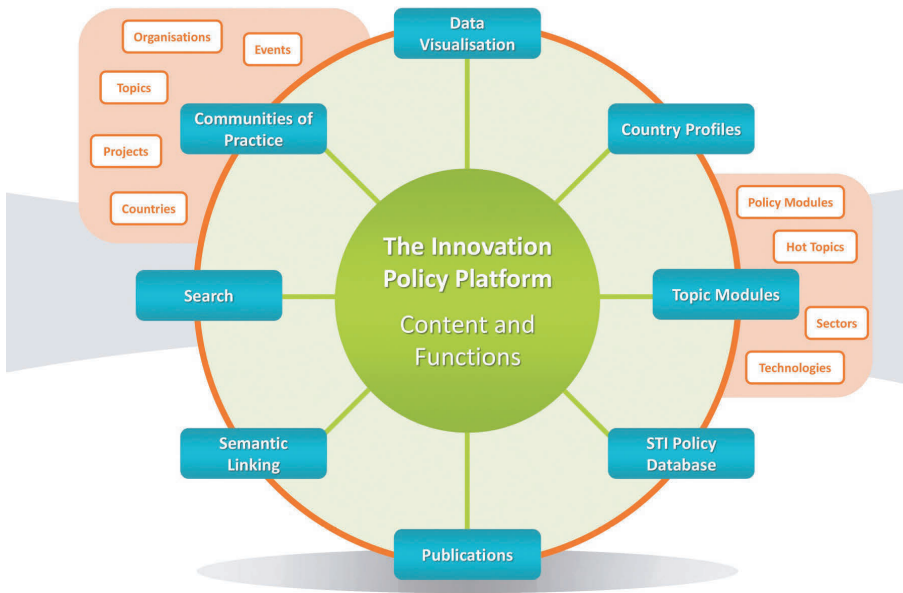 Data
Visualisation
Organisations
Events
Topics
Communities of
Practice
Projects
Countries
Country Profiles
Policy Modules
Hot Topics
The Innovation
Policy Platform
Content and
Functions
Search
Topic Modules
Sectors
Technologies
Semantic
Linking
STI Policy
Database
Publications